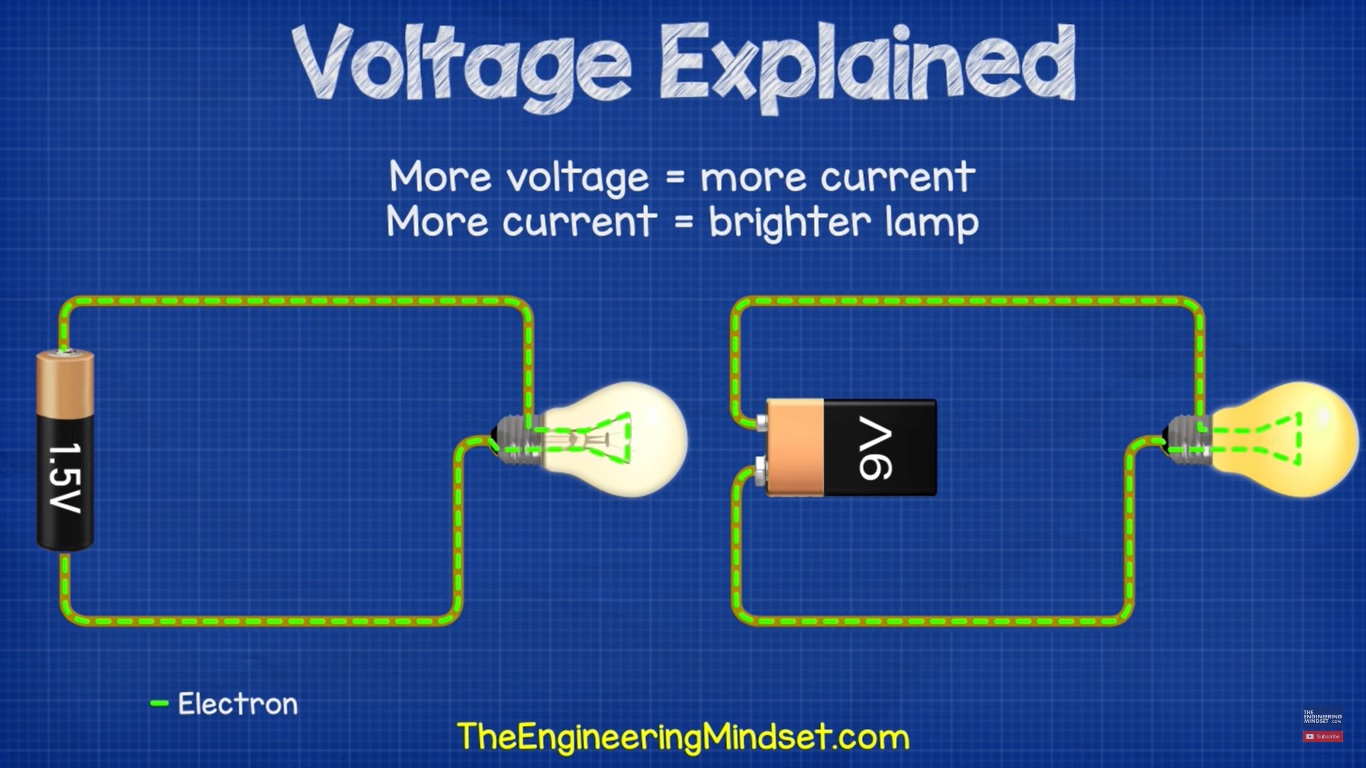 Voltage Explained
More voltage = more current
More current = brighter lamp
1.5V
9V
Electron
TheEngineeringMindset.com
THE
ENGINEERING
MINDSET.COM
Subscribe